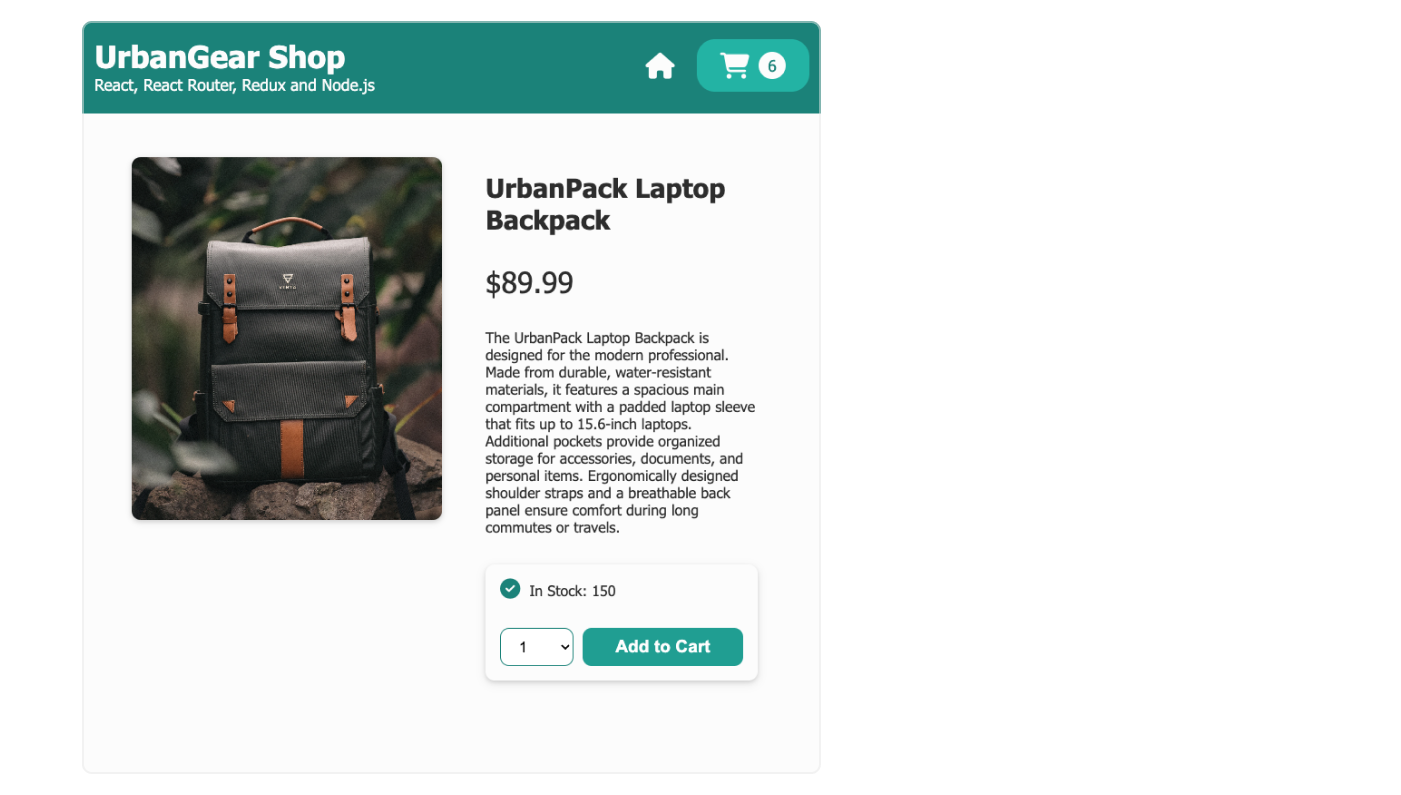 UrbanGear Shop
React, React Router, Redux and Node.js
6
UrbanPack Laptop
Backpack
$89.99
The UrbanPack Laptop Backpack is
designed for the modern professional.
Made from durable, water-resistant
materials, it features a spacious main
compartment with a padded laptop sleeve
that fits up to 15.6-inch laptops.
Additional pockets provide organized
storage for accessories, documents, and
personal items. Ergonomically designed
shoulder straps and a breathable back
panel ensure comfort during long
commutes or travels.
In Stock: 150
1
Add to Cart